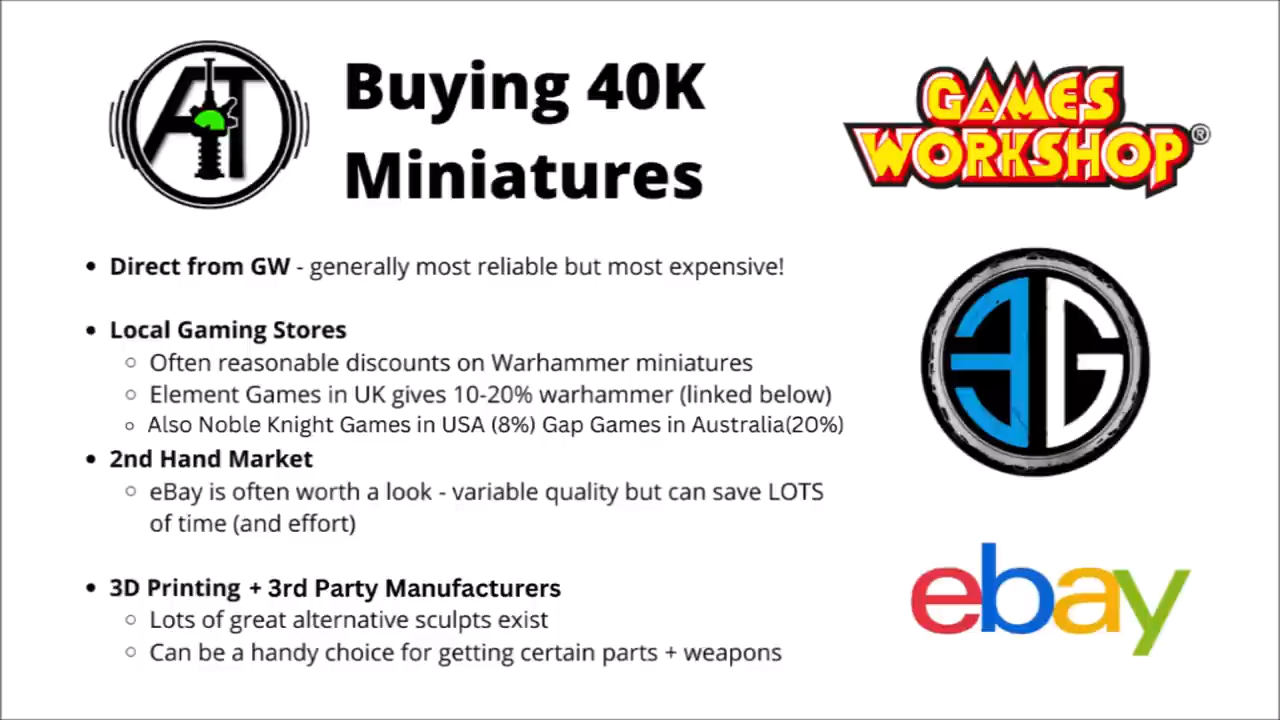 AT
Buying 40K
Miniatures
GAMES
WORKSHOP®
• Direct from GW - generally most reliable but most expensive!
• Local Gaming Stores
○ Often reasonable discounts on Warhammer miniatures
○ Element Games in UK gives 10-20% warhammer (linked below)
○ Also Noble Knight Games in USA (8%) Gap Games in Australia(20%)
• 2nd Hand Market
○ eBay is often worth a look - variable quality but can save LOTS
of time (and effort)
• 3D Printing + 3rd Party Manufacturers
○ Lots of great alternative sculpts exist
○ Can be a handy choice for getting certain parts + weapons
EG
ebay